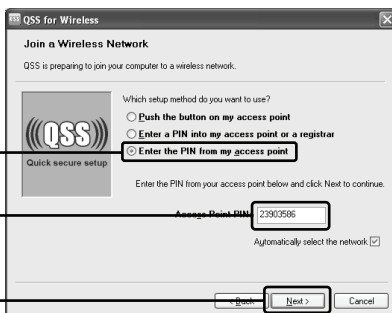 QSS for Wireless
Join a Wireless Network
QSS is preparing to join your computer to a wireless network.
Which setup method do you want to use?
Push the button on my access point
Enter a PIN into my access point or a registrar
Enter the PIN from my access point
((QSS))
Quick secure setup
Enter the PIN from your access point below and click Next to continue.
Access Point PIN: 23903586
Automatically select the network
< Back Next > Cancel